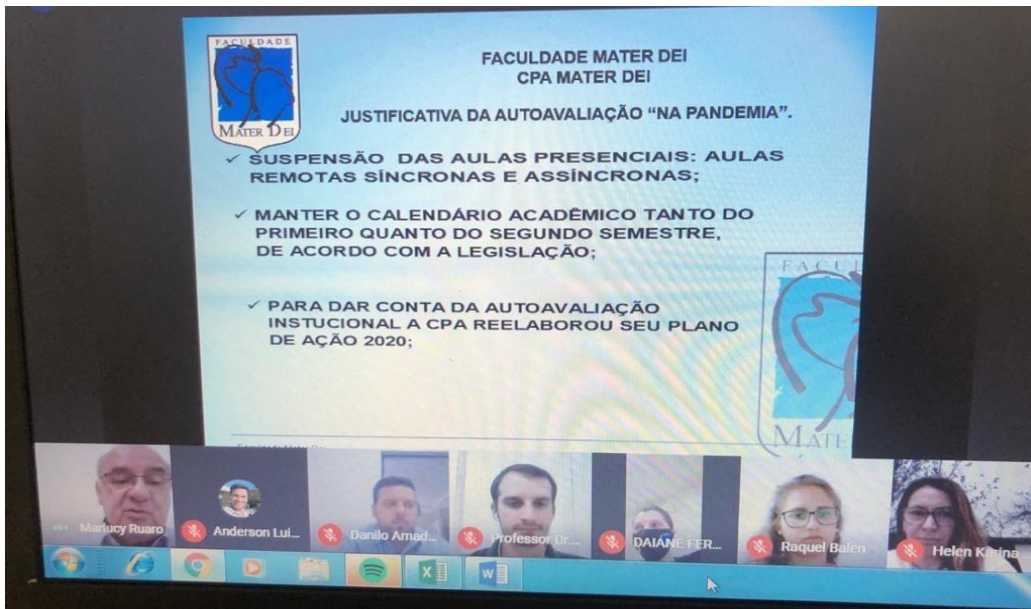 FACULDADE
MATER DEI
FACULDADE MATER DEI
CPA MATER DEI
JUSTIFICATIVA DA AUTOAVALIAÇÃO “NA PANDEMIA”.
✓ SUSPENSÃO DAS AULAS PRESENCIAIS: AULAS
REMOTAS SÍNCRONAS E ASSÍNCRONAS;
✓ MANTER O CALENDÁRIO ACADÊMICO TANTO DO
PRIMEIRO QUANTO DO SEGUNDO SEMESTRE,
DE ACORDO COM A LEGISLAÇÃO;
✓ PARA DAR CONTA DA AUTOAVALIAÇÃO
INSTUCIONAL A CPA REELABOROU SEU PLANO
DE AÇÃO 2020;
FACUL
MATE
Marlucy Ruaro
Anderson Lui...
Danilo Amad...
Professor Dr....
DAIANE FER...
Raquel Balen
Helen Karina